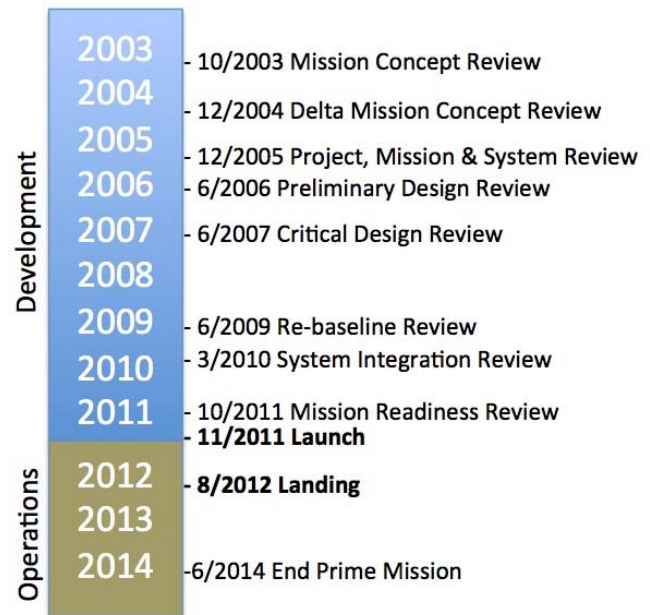 Development
2003
- 10/2003 Mission Concept Review
2004
- 12/2004 Delta Mission Concept Review
2005
- 12/2005 Project, Mission & System Review
2006
- 6/2006 Preliminary Design Review
2007
- 6/2007 Critical Design Review
2008
2009
- 6/2009 Re-baseline Review
2010
- 3/2010 System Integration Review
2011
- 10/2011 Mission Readiness Review
- 11/2011 Launch
Operations
2012
- 8/2012 Landing
2013
2014
-6/2014 End Prime Mission